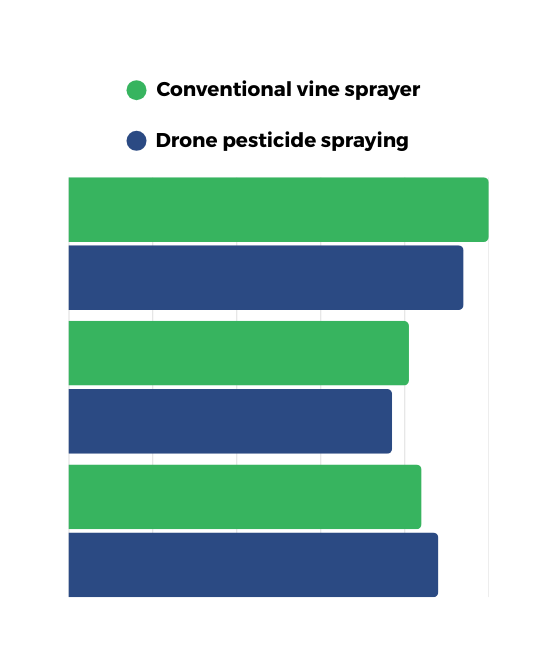 Conventional vine sprayer
Drone pesticide spraying